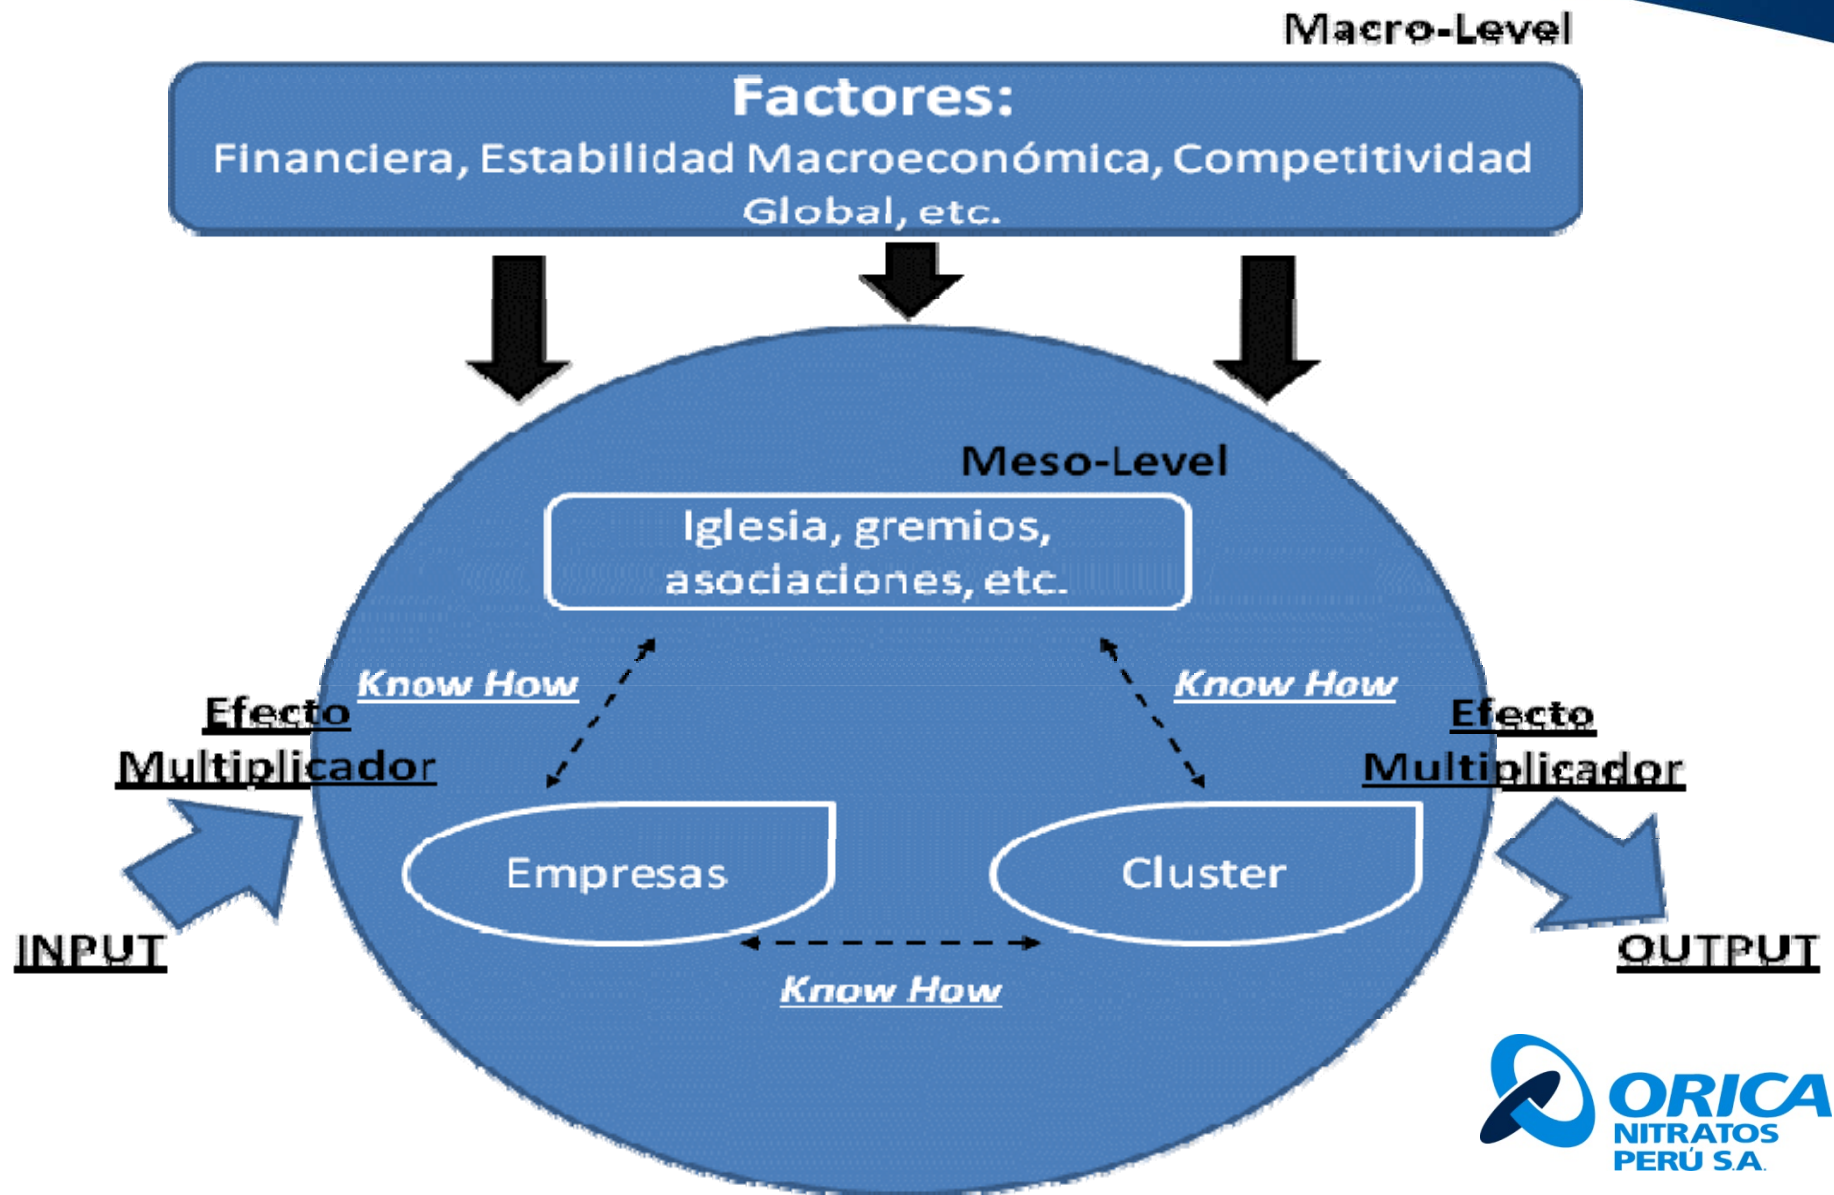 Macro-Level
Factores:
Financiera, Estabilidad Macroeconómica, Competitividad
Global, etc.
Meso-Level
Iglesia, gremios,
asociaciones, etc.
Know How
Know How
Efecto
Multiplicador
Efecto
Multiplicador
Empresas
Cluster
INPUT
OUTPUT
Know How
ORICA
NITRATOS
PERÚ S.A.